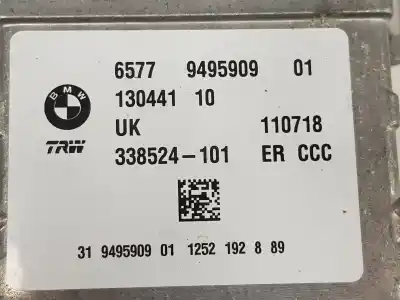 6577 9495909 01
BMW
130441 10
UK 110718
TRW 338524-101 ER CCC
31 9495909 01 1252 192 8 89